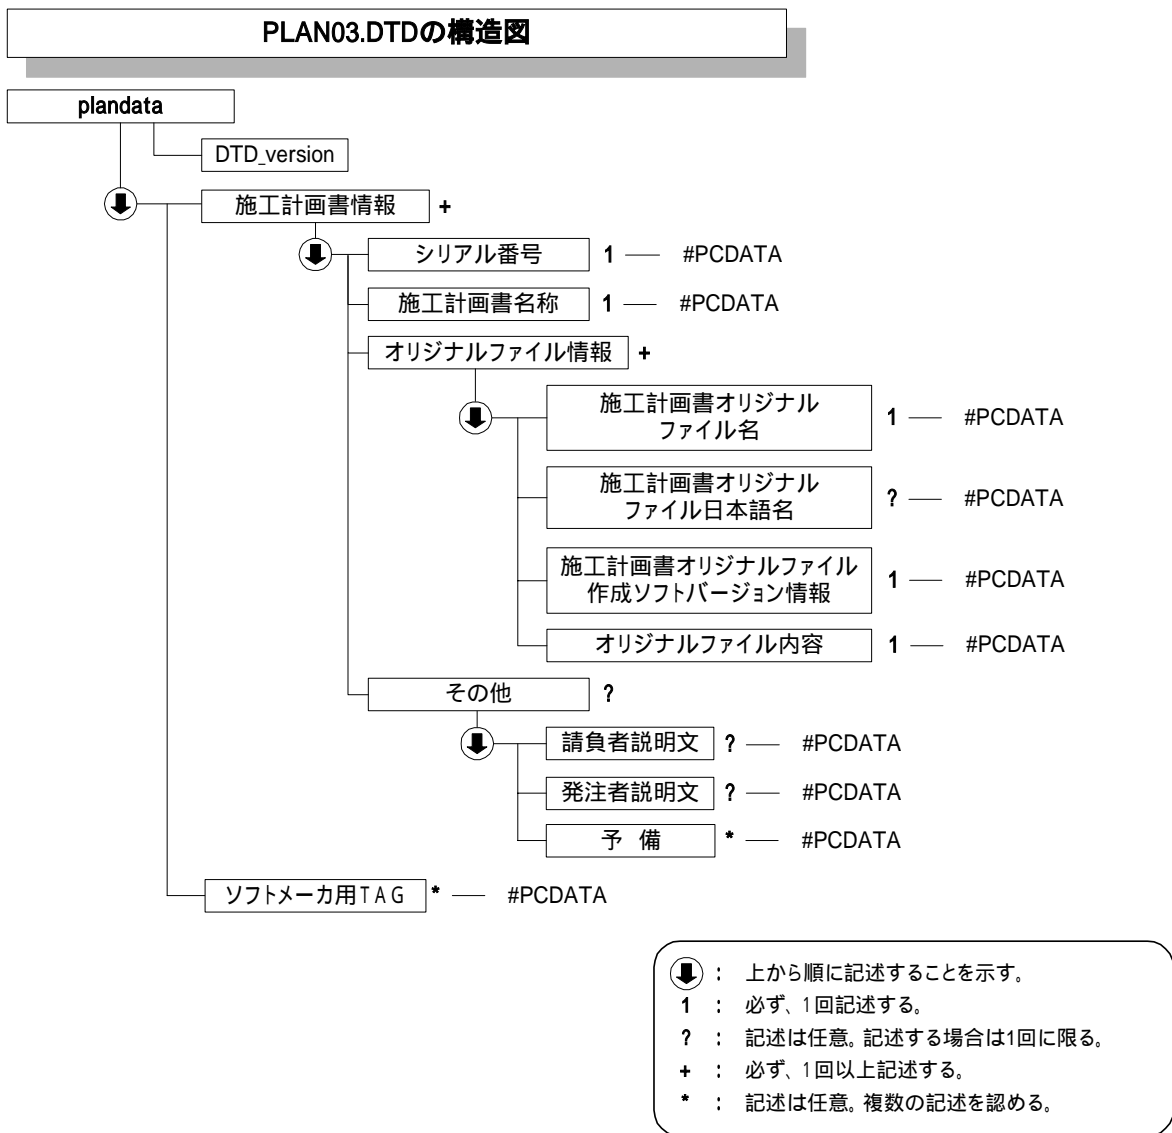 PLAN03.DTDの構造図
plandata
DTD_version
施工計画書情報 +
シリアル番号 1 #PCDATA
施工計画書名称 1 #PCDATA
オリジナルファイル情報 +
施工計画書オリジナル
ファイル名 1 #PCDATA
施工計画書オリジナル
ファイル日本語名 ? #PCDATA
施工計画書オリジナルファイル
作成ソフトバージョン情報 1 #PCDATA
オリジナルファイル内容 1 #PCDATA
その他 ?
請負者説明文 ? #PCDATA
発注者説明文 ? #PCDATA
予 備 * #PCDATA
ソフトメーカ用TAG * #PCDATA
: 上から順に記述することを示す。
1 : 必ず、1回記述する。
? : 記述は任意。記述する場合は1回に限る。
+ : 必ず、1回以上記述する。
* : 記述は任意。複数の記述を認める。